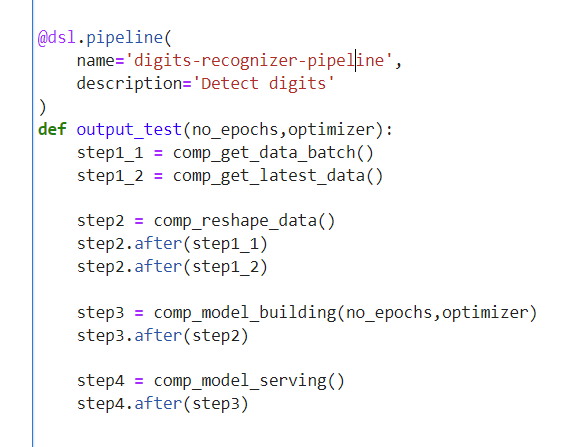 @dsl.pipeline(
    name='digits-recognizer-pipeline',
    description='Detect digits'
)
def output_test(no_epochs,optimizer):
    step1_1 = comp_get_data_batch()
    step1_2 = comp_get_latest_data()

    step2 = comp_reshape_data()
    step2.after(step1_1)
    step2.after(step1_2)

    step3 = comp_model_building(no_epochs,optimizer)
    step3.after(step2)

    step4 = comp_model_serving()
    step4.after(step3)